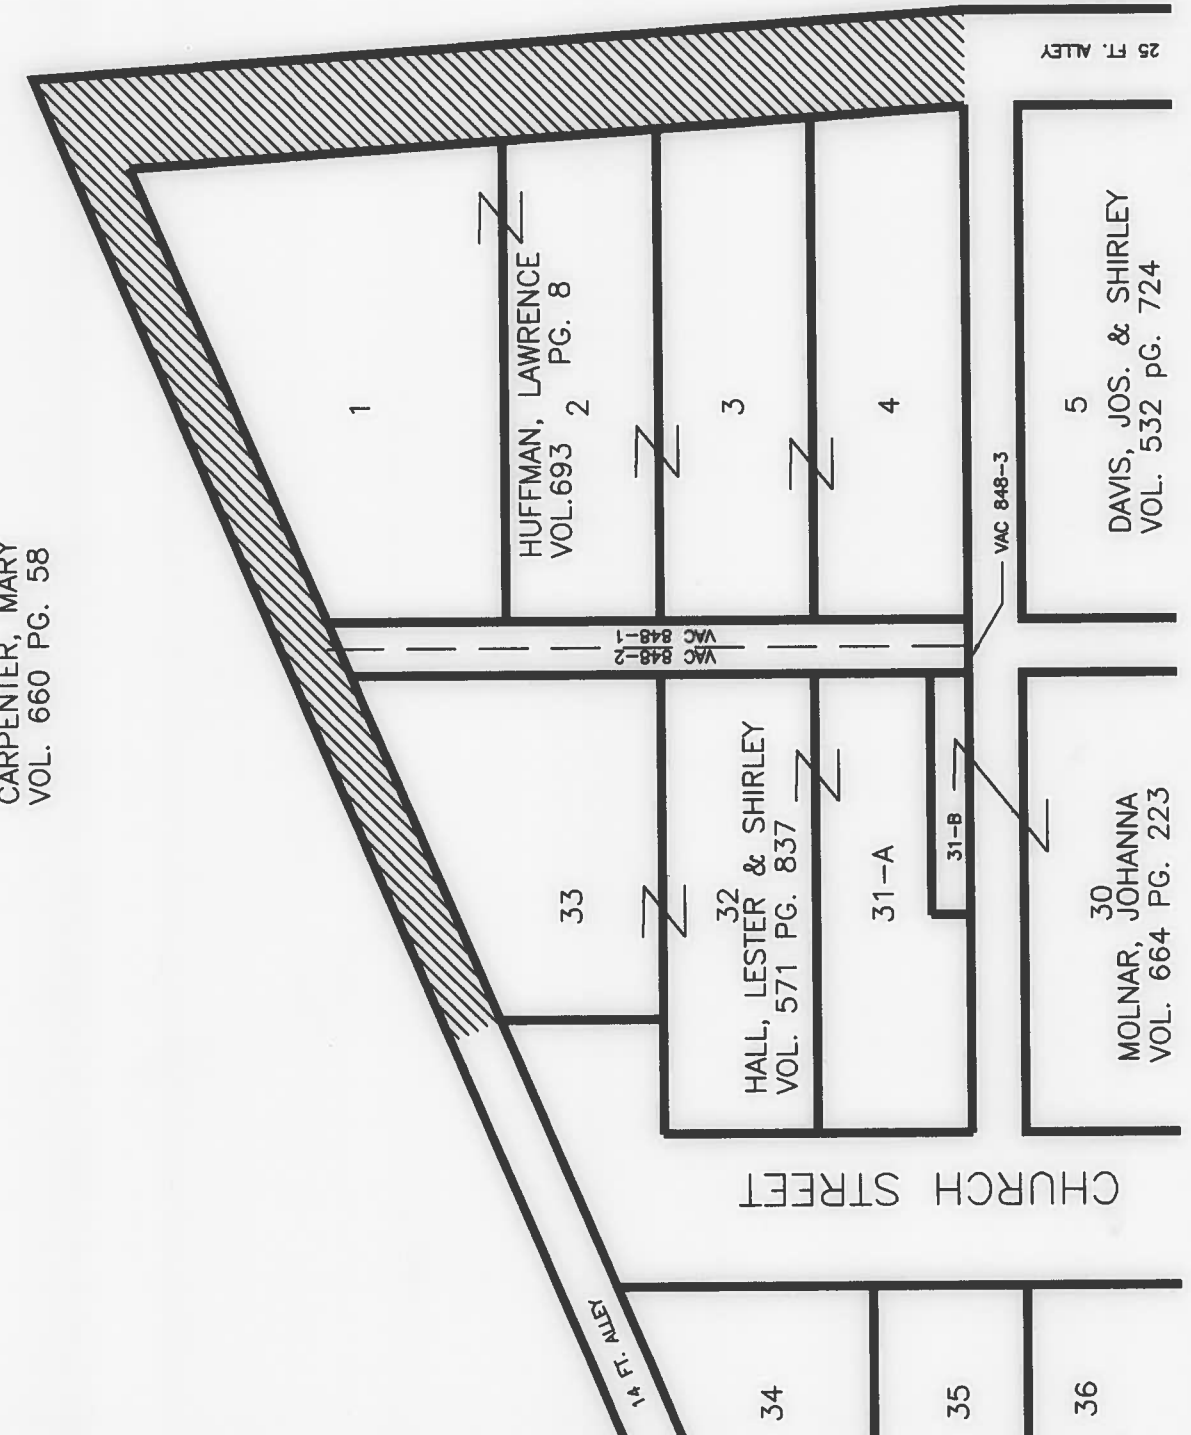 CARPENTER, MARY
VOL. 660 PG. 58
25 FT. ALLEY
1
HUFFMAN, LAWRENCE
VOL.693 PG. 8
2
3
4
5
DAVIS, JOS. & SHIRLEY
VOL. 532 pG. 724
VAC 848-3
VAC 848-1
VAC 848-2
33
32
HALL, LESTER & SHIRLEY
VOL. 571 PG. 837
31-A
31-B
30
MOLNAR, JOHANNA
VOL. 664 PG. 223
CHURCH STREET
14 FT. ALLEY
34
35
36